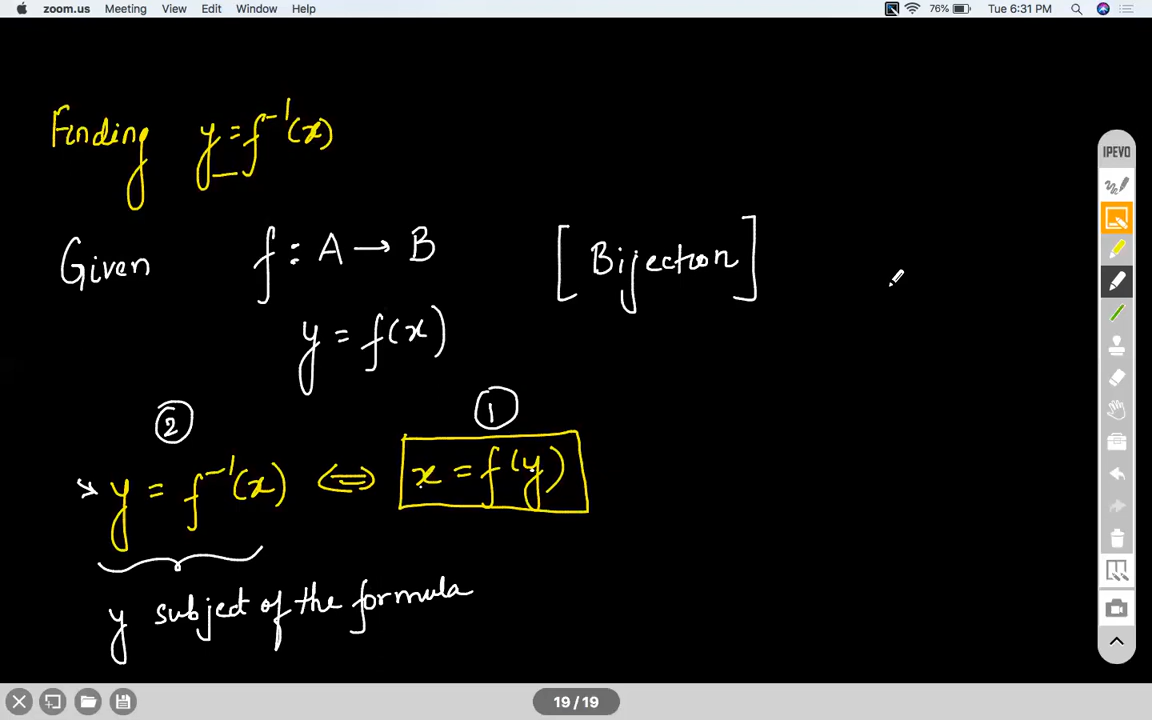 zoom.us Meeting View Edit Window Help 76% Tue 6:31 PM
Finding y = f⁻¹(x)
IPEVO
Given f : A → B [Bijection]
y = f(x)
② ①
y = f⁻¹(x) ⇔ x = f(y)
y subject of the formula
19 / 19